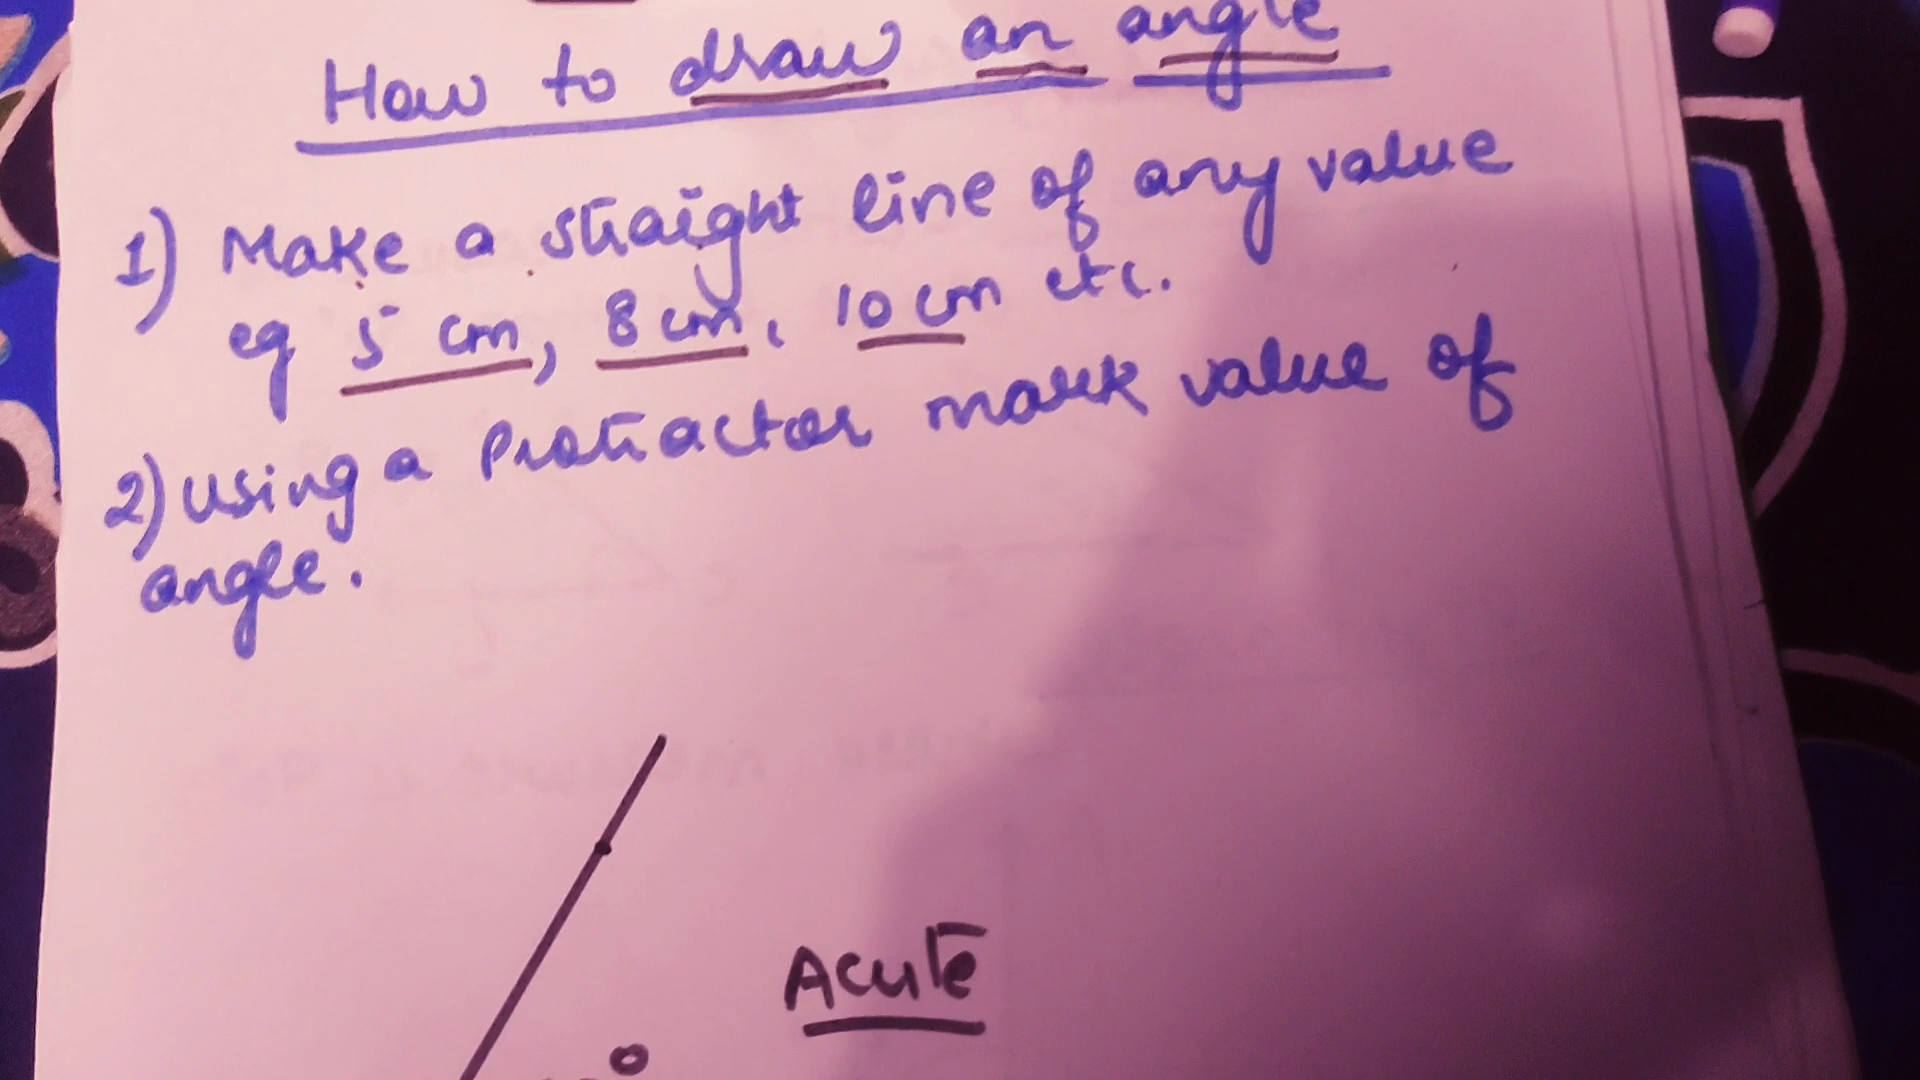 How to draw an angle
1) Make a straight line of any value
eg 5 cm, 8 cm, 10 cm etc.
2) using a Protractor mark value of
angle.
Acute